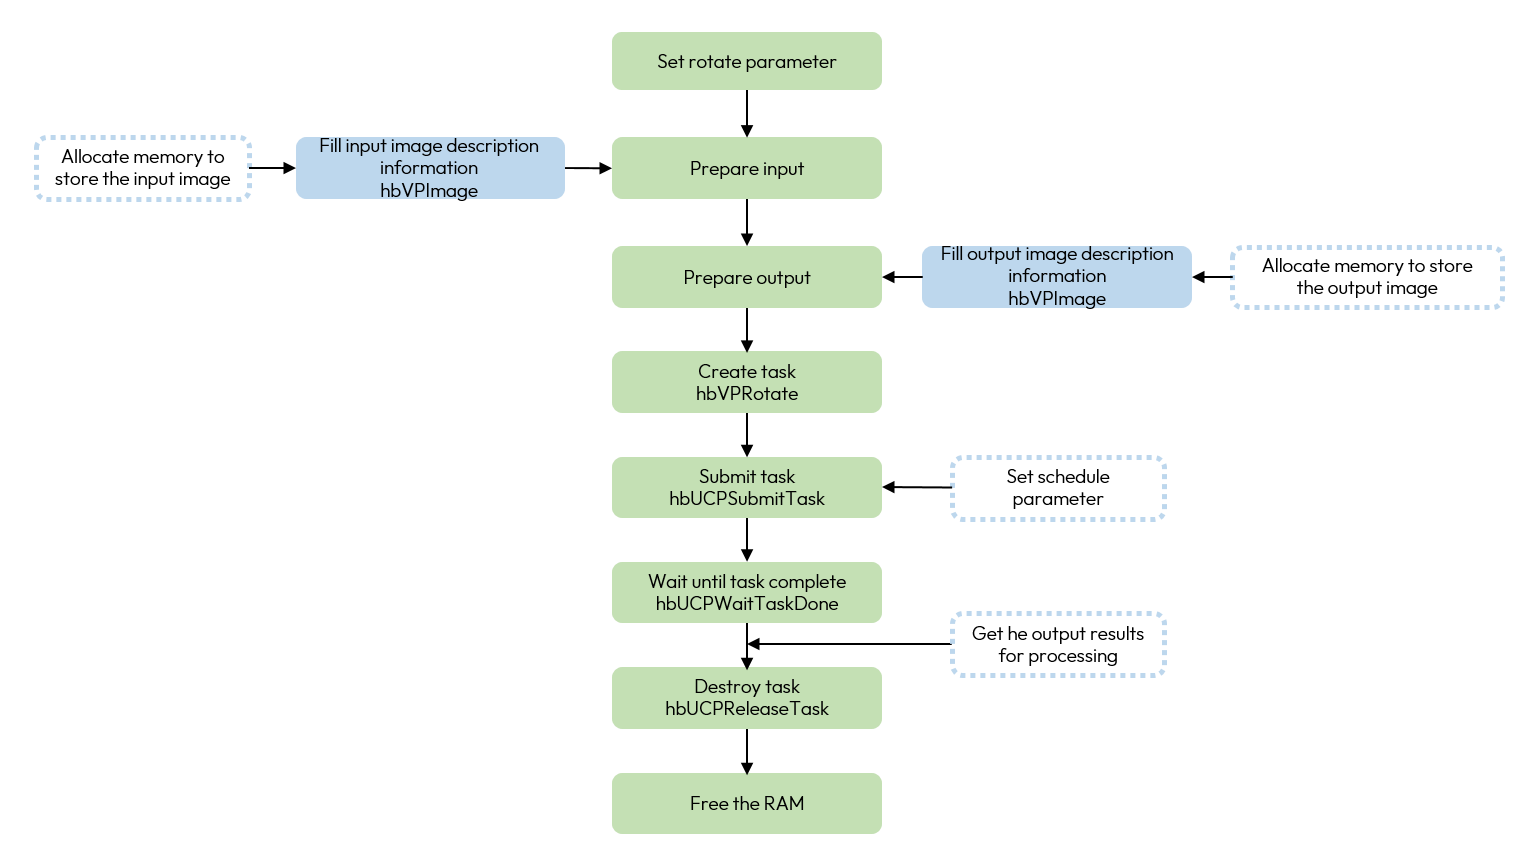 Set rotate parameter
Allocate memory to
store the input image
Fill input image description
information
hbVPImage
Prepare input
Prepare output
Fill output image description
information
hbVPImage
Allocate memory to store
the output image
Create task
hbVPRotate
Submit task
hbUCPSubmitTask
Set schedule
parameter
Wait until task complete
hbUCPWaitTaskDone
Get he output results
for processing
Destroy task
hbUCPReleaseTask
Free the RAM